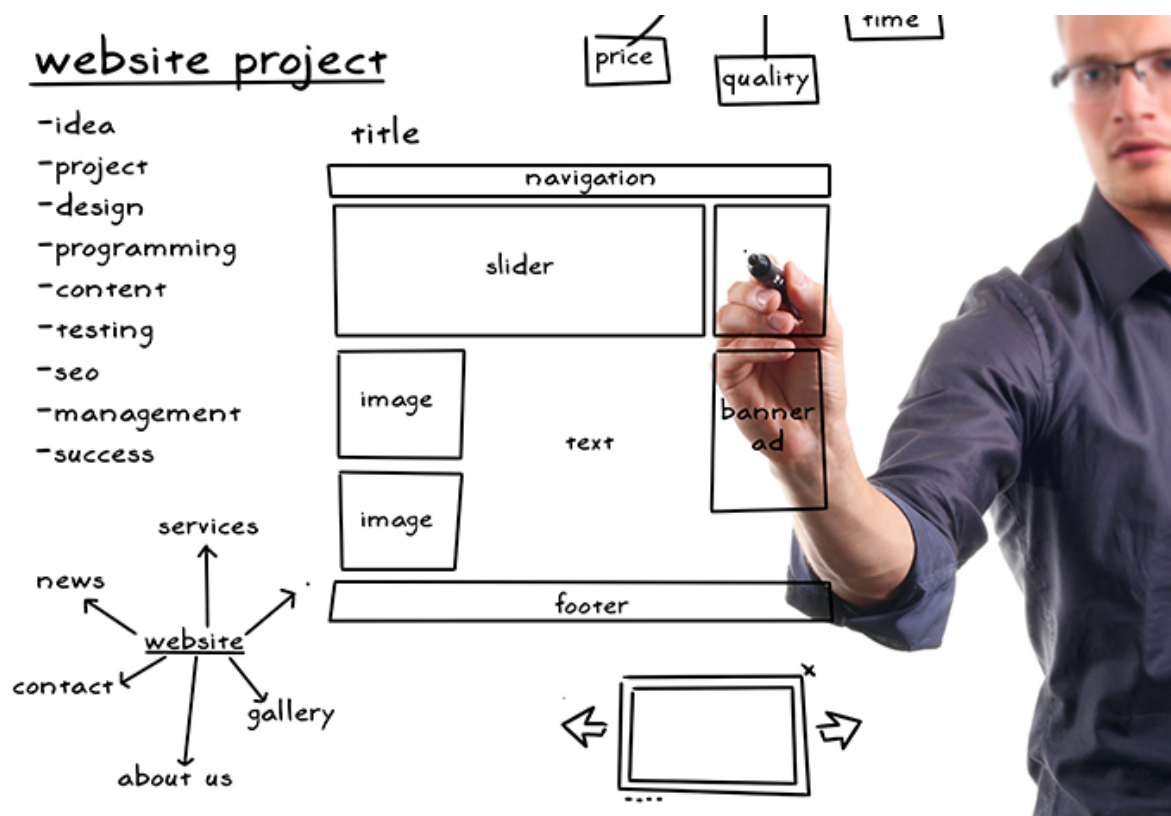 website project
-idea
-project
-design
-programming
-content
-testing
-seo
-management
-success
price
quality
time
title
navigation
slider
image
text
banner
ad
image
footer
services
news
website
contact
gallery
about us
x